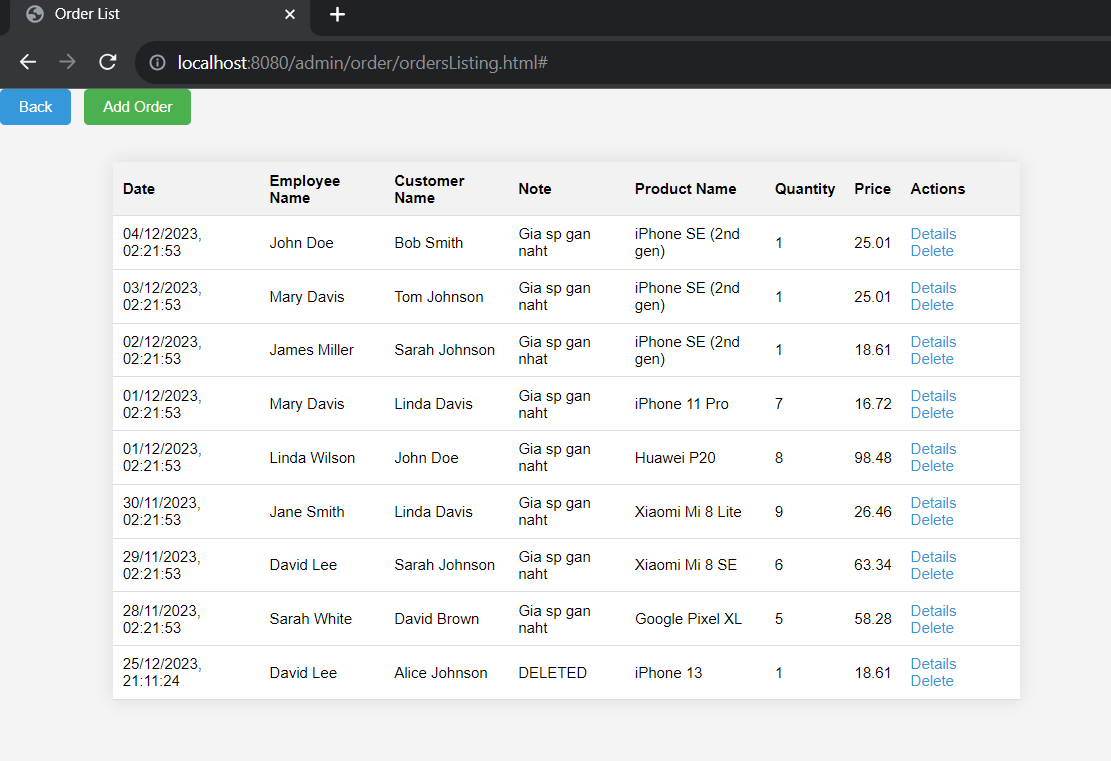 Order List
localhost:8080/admin/order/ordersListing.html#
Back Add Order
Date Employee Name Customer Name Note Product Name Quantity Price Actions
04/12/2023, 02:21:53 John Doe Bob Smith Gia sp gan naht iPhone SE (2nd gen) 1 25.01 Details Delete
03/12/2023, 02:21:53 Mary Davis Tom Johnson Gia sp gan naht iPhone SE (2nd gen) 1 25.01 Details Delete
02/12/2023, 02:21:53 James Miller Sarah Johnson Gia sp gan nhat iPhone SE (2nd gen) 1 18.61 Details Delete
01/12/2023, 02:21:53 Mary Davis Linda Davis Gia sp gan naht iPhone 11 Pro 7 16.72 Details Delete
01/12/2023, 02:21:53 Linda Wilson John Doe Gia sp gan naht Huawei P20 8 98.48 Details Delete
30/11/2023, 02:21:53 Jane Smith Linda Davis Gia sp gan naht Xiaomi Mi 8 Lite 9 26.46 Details Delete
29/11/2023, 02:21:53 David Lee Sarah Johnson Gia sp gan naht Xiaomi Mi 8 SE 6 63.34 Details Delete
28/11/2023, 02:21:53 Sarah White David Brown Gia sp gan naht Google Pixel XL 5 58.28 Details Delete
25/12/2023, 21:11:24 David Lee Alice Johnson DELETED iPhone 13 1 18.61 Details Delete